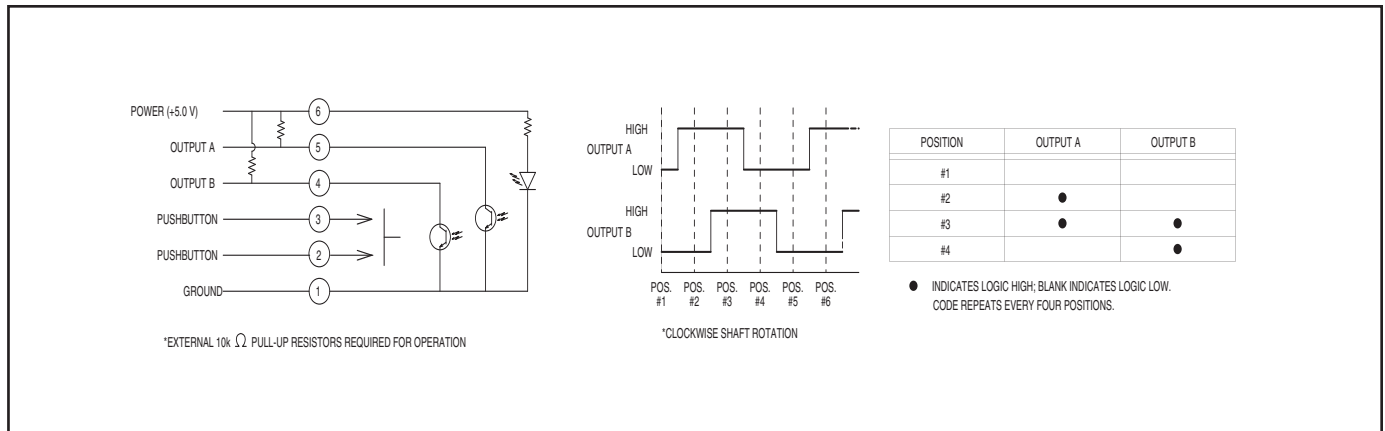 POWER (+5.0 V)
6
OUTPUT A
5
OUTPUT B
4
PUSHBUTTON
3
PUSHBUTTON
2
GROUND
1
*EXTERNAL 10k Ω PULL-UP RESISTORS REQUIRED FOR OPERATION
HIGH
OUTPUT A
LOW
HIGH
OUTPUT B
LOW
POS. POS. POS. POS. POS. POS.
#1 #2 #3 #4 #5 #6
*CLOCKWISE SHAFT ROTATION
POSITION OUTPUT A OUTPUT B
#1
#2 ●
#3 ● ●
#4 ●
● INDICATES LOGIC HIGH; BLANK INDICATES LOGIC LOW.
CODE REPEATS EVERY FOUR POSITIONS.